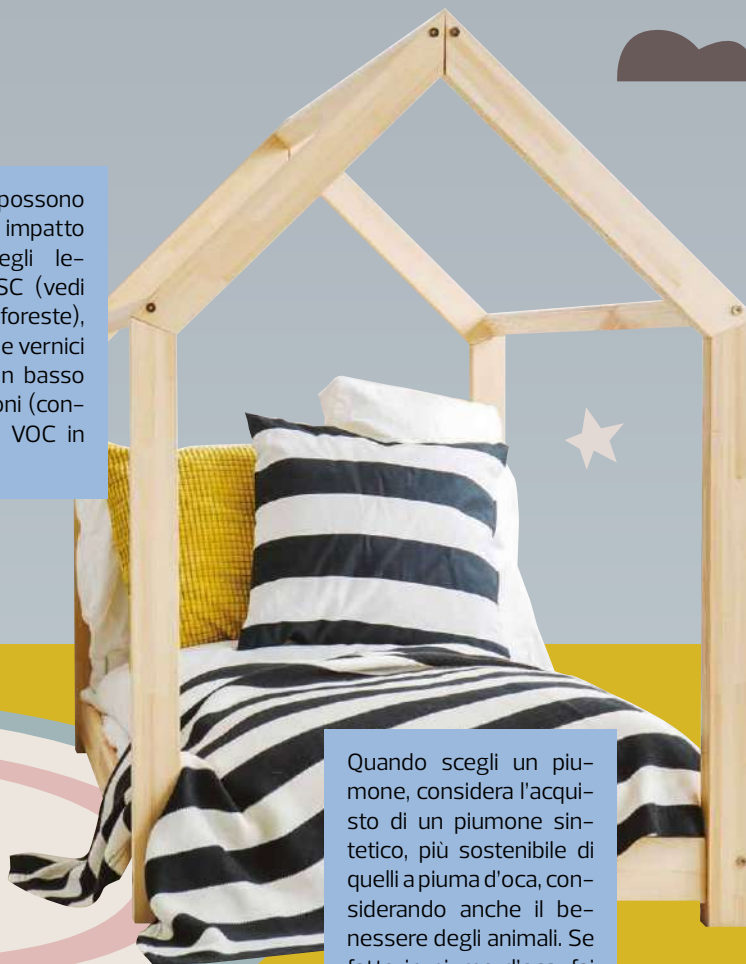 possono
impatto
egli le-
SC (vedi
foreste),
e vernici
n basso
oni (con-
VOC in
Quando scegli un piu-
mone, considera l'acqui-
sto di un piumone sin-
tetico, più sostenibile di
quelli a piuma d'oca, con-
siderando anche il be-
nessere degli animali. Se